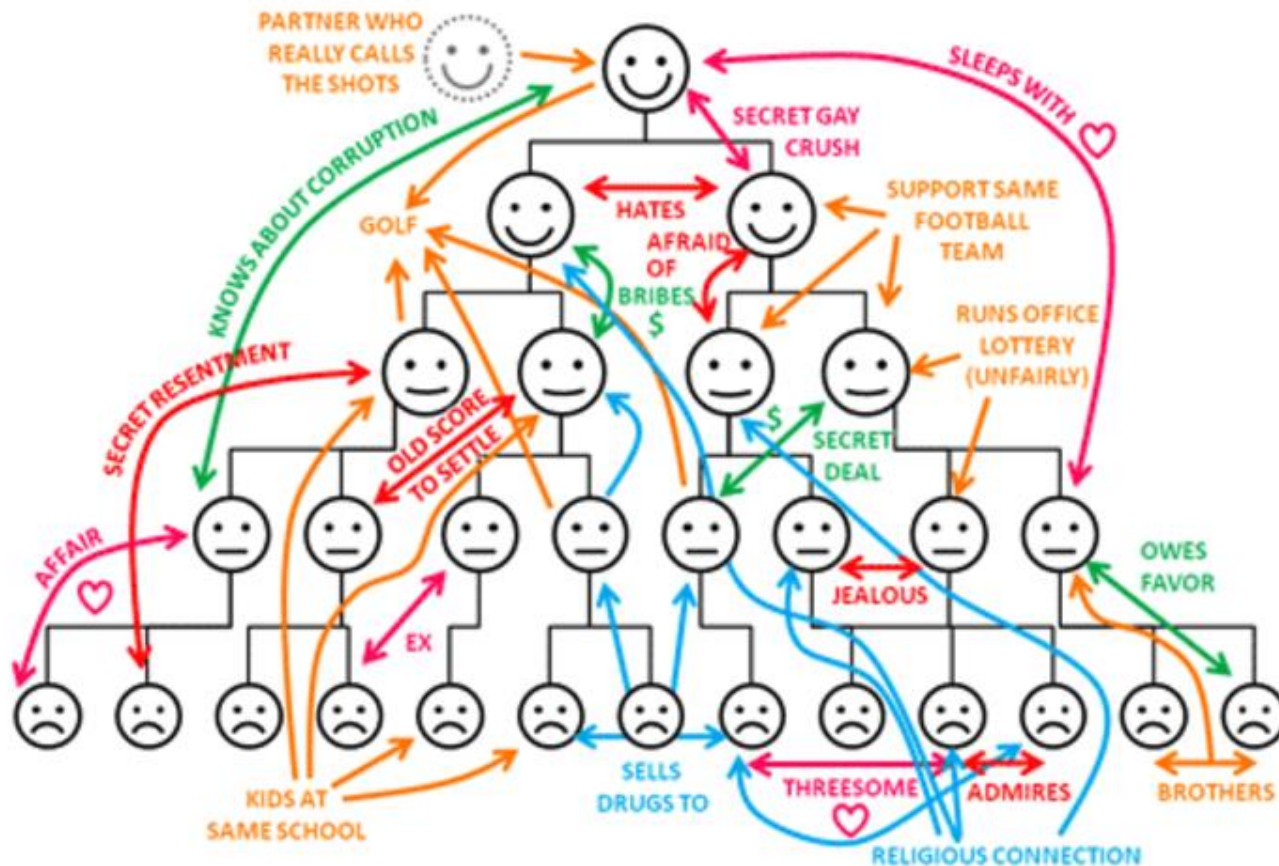 PARTNER WHO
REALLY CALLS
THE SHOTS
SLEEPS WITH
SECRET GAY
CRUSH
KNOWS ABOUT CORRUPTION
GOLF
HATES
SUPPORT SAME
FOOTBALL
TEAM
AFRAID
OF
BRIBES
$
RUNS OFFICE
LOTTERY
(UNFAIRLY)
SECRET RESENTMENT
OLD SCORE
TO SETTLE
$
SECRET
DEAL
AFFAIR
JEALOUS
OWES
FAVOR
EX
SELLS
DRUGS TO
THREESOME
ADMIRES
BROTHERS
KIDS AT
SAME SCHOOL
RELIGIOUS CONNECTION